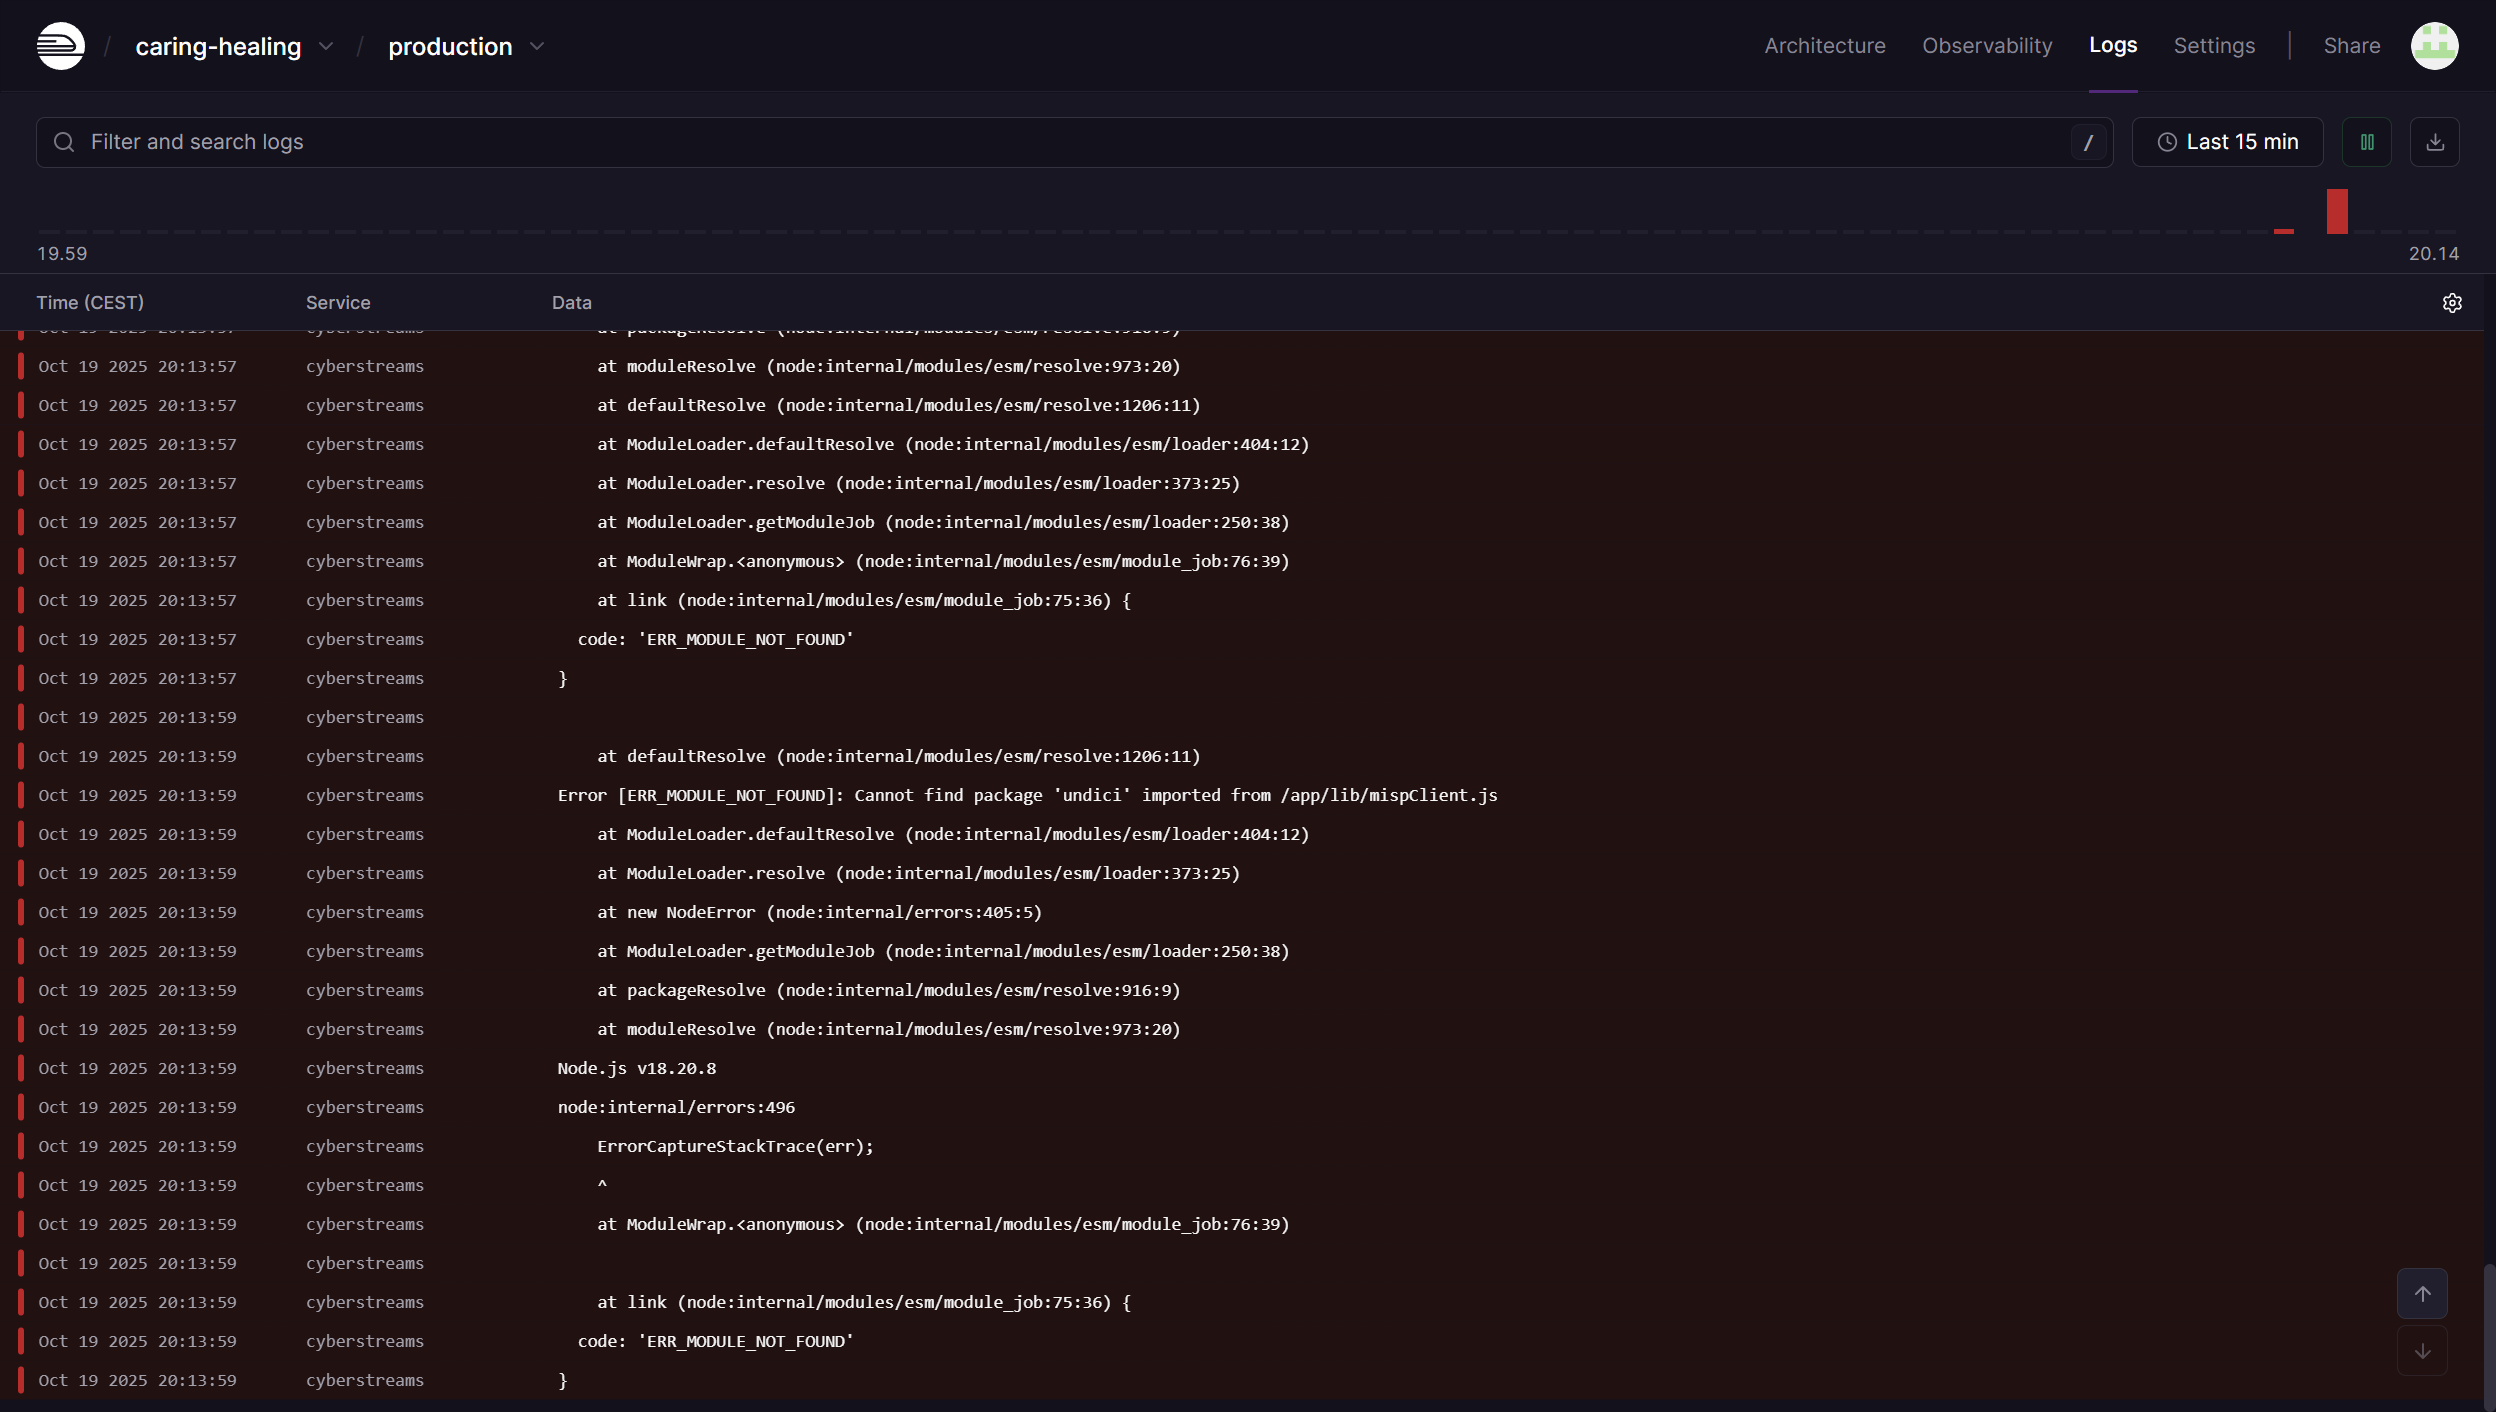 / caring-healing / production Architecture Observability Logs Settings | Share
Filter and search logs / Last 15 min
19.59 20.14
Time (CEST) Service Data
Oct 19 2025 20:13:57 cyberstreams at packageResolve (node:internal/modules/esm/resolve:916:9)
Oct 19 2025 20:13:57 cyberstreams at moduleResolve (node:internal/modules/esm/resolve:973:20)
Oct 19 2025 20:13:57 cyberstreams at defaultResolve (node:internal/modules/esm/resolve:1206:11)
Oct 19 2025 20:13:57 cyberstreams at ModuleLoader.defaultResolve (node:internal/modules/esm/loader:404:12)
Oct 19 2025 20:13:57 cyberstreams at ModuleLoader.resolve (node:internal/modules/esm/loader:373:25)
Oct 19 2025 20:13:57 cyberstreams at ModuleLoader.getModuleJob (node:internal/modules/esm/loader:250:38)
Oct 19 2025 20:13:57 cyberstreams at ModuleWrap.<anonymous> (node:internal/modules/esm/module_job:76:39)
Oct 19 2025 20:13:57 cyberstreams at link (node:internal/modules/esm/module_job:75:36) {
Oct 19 2025 20:13:57 cyberstreams code: 'ERR_MODULE_NOT_FOUND'
Oct 19 2025 20:13:57 cyberstreams }
Oct 19 2025 20:13:59 cyberstreams
Oct 19 2025 20:13:59 cyberstreams at defaultResolve (node:internal/modules/esm/resolve:1206:11)
Oct 19 2025 20:13:59 cyberstreams Error [ERR_MODULE_NOT_FOUND]: Cannot find package 'undici' imported from /app/lib/mispClient.js
Oct 19 2025 20:13:59 cyberstreams at ModuleLoader.defaultResolve (node:internal/modules/esm/loader:404:12)
Oct 19 2025 20:13:59 cyberstreams at ModuleLoader.resolve (node:internal/modules/esm/loader:373:25)
Oct 19 2025 20:13:59 cyberstreams at new NodeError (node:internal/errors:405:5)
Oct 19 2025 20:13:59 cyberstreams at ModuleLoader.getModuleJob (node:internal/modules/esm/loader:250:38)
Oct 19 2025 20:13:59 cyberstreams at packageResolve (node:internal/modules/esm/resolve:916:9)
Oct 19 2025 20:13:59 cyberstreams at moduleResolve (node:internal/modules/esm/resolve:973:20)
Oct 19 2025 20:13:59 cyberstreams Node.js v18.20.8
Oct 19 2025 20:13:59 cyberstreams node:internal/errors:496
Oct 19 2025 20:13:59 cyberstreams ErrorCaptureStackTrace(err);
Oct 19 2025 20:13:59 cyberstreams ^
Oct 19 2025 20:13:59 cyberstreams at ModuleWrap.<anonymous> (node:internal/modules/esm/module_job:76:39)
Oct 19 2025 20:13:59 cyberstreams
Oct 19 2025 20:13:59 cyberstreams at link (node:internal/modules/esm/module_job:75:36) {
Oct 19 2025 20:13:59 cyberstreams code: 'ERR_MODULE_NOT_FOUND'
Oct 19 2025 20:13:59 cyberstreams }